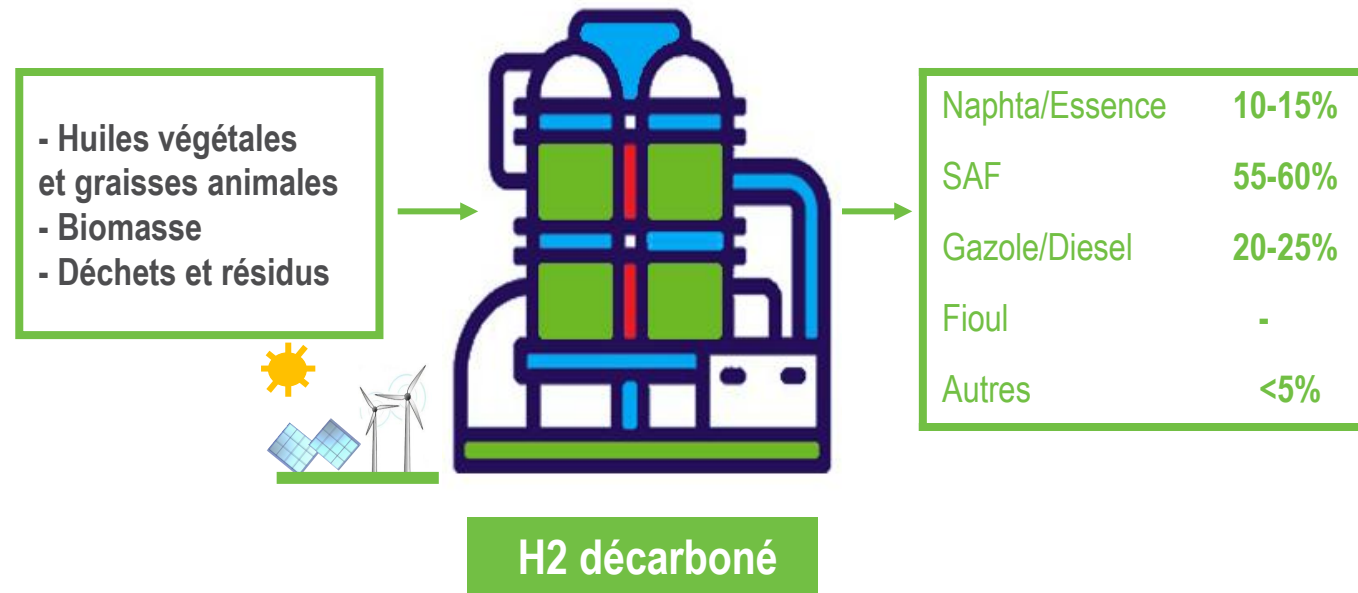 - Huiles végétales
et graisses animales
- Biomasse
- Déchets et résidus
Naphta/Essence 10-15%
SAF 55-60%
Gazole/Diesel 20-25%
Fioul -
Autres <5%
H2 décarboné